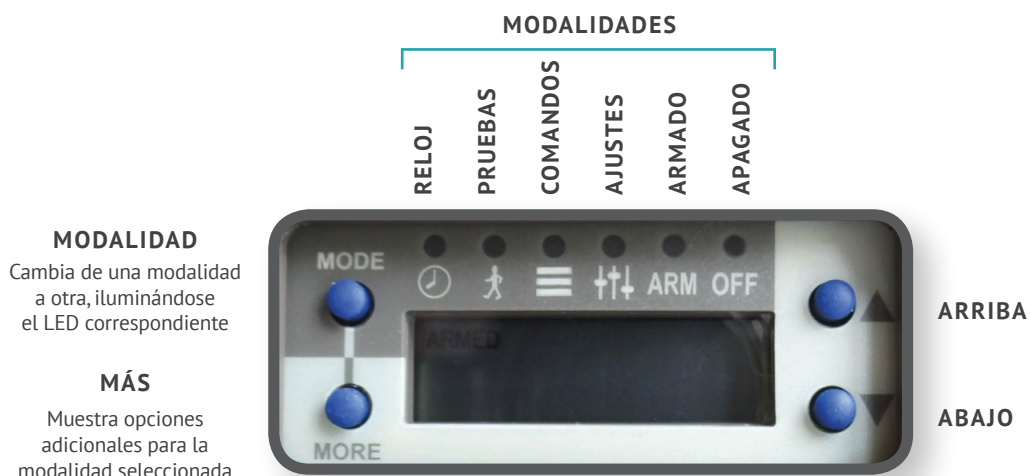 MODALIDADES
RELOJ
PRUEBAS
COMANDOS
AJUSTES
ARMADO
APAGADO
MODALIDAD
Cambia de una modalidad
a otra, iluminándose
el LED correspondiente
MÁS
Muestra opciones
adicionales para la
modalidad seleccionada
MODE
ARM OFF
ARMED
MORE
ARRIBA
ABAJO